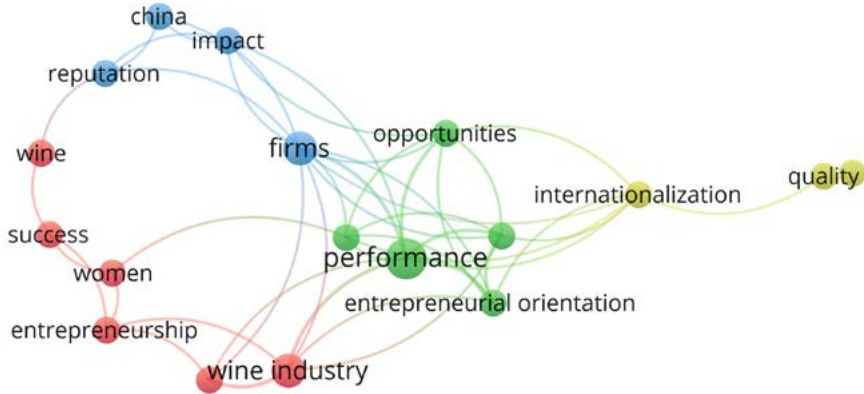 china
impact
reputation
opportunities
firms
wine
quality
internationalization
success
performance
women
entrepreneurial orientation
entrepreneurship
wine industry